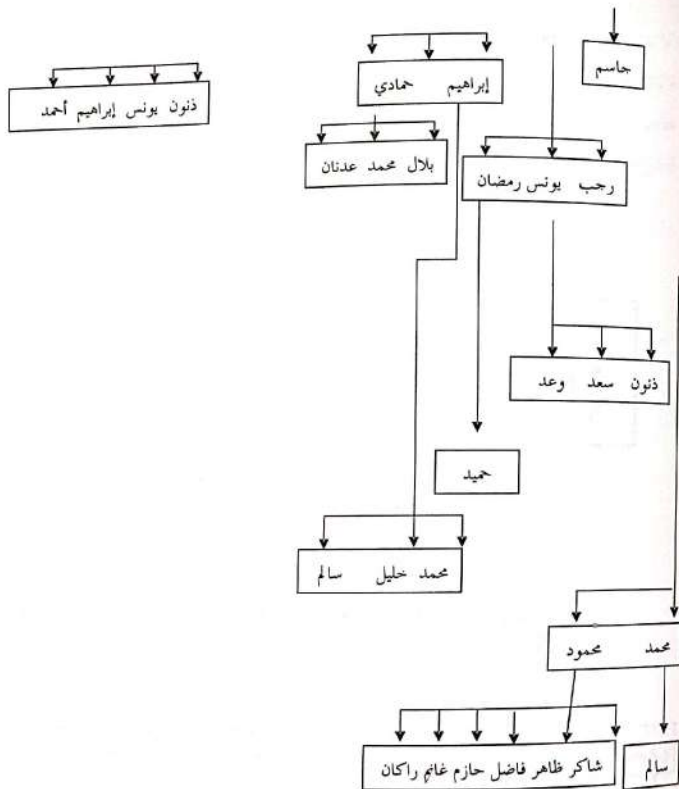 جاسم
إبراهيم حمادي
ذنون يونس إبراهيم أحمد
بلال محمد عدنان
رجب يونس رمضان
ذنون سعد وعد
حميد
محمد خليل سالم
محمد محمود
شاكر ظاهر فاضل حازم غانم راكان
سالم